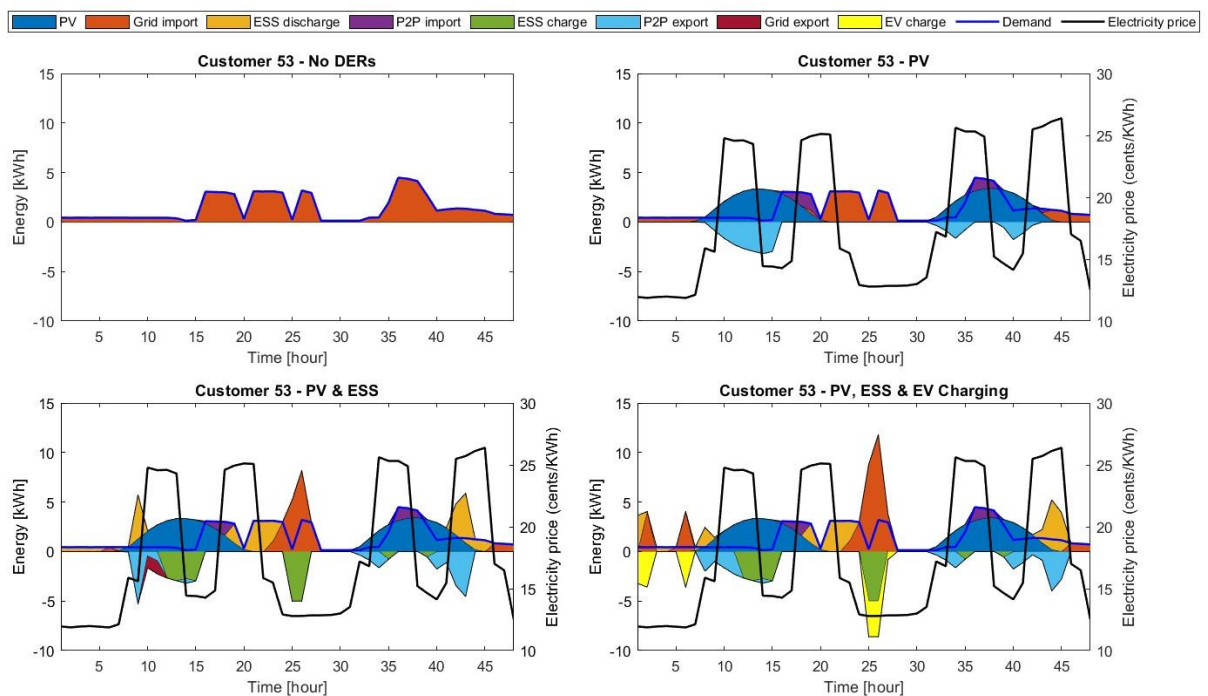 PV Grid import ESS discharge P2P import ESS charge P2P export Grid export EV charge Demand Electricity price
Customer 53 - No DERs
15
10
5
0
-5
-10
Energy [kWh]
5 10 15 20 25 30 35 40 45
Time [hour]
Customer 53 - PV
15
10
5
0
-5
-10
Energy [kWh]
30
25
20
15
10
Electricity price (cents/KWh)
5 10 15 20 25 30 35 40 45
Time [hour]
Customer 53 - PV & ESS
15
10
5
0
-5
-10
Energy [kWh]
30
25
20
15
10
Electricity price (cents/KWh)
5 10 15 20 25 30 35 40 45
Time [hour]
Customer 53 - PV, ESS & EV Charging
15
10
5
0
-5
-10
Energy [kWh]
30
25
20
15
10
Electricity price (cents/KWh)
5 10 15 20 25 30 35 40 45
Time [hour]